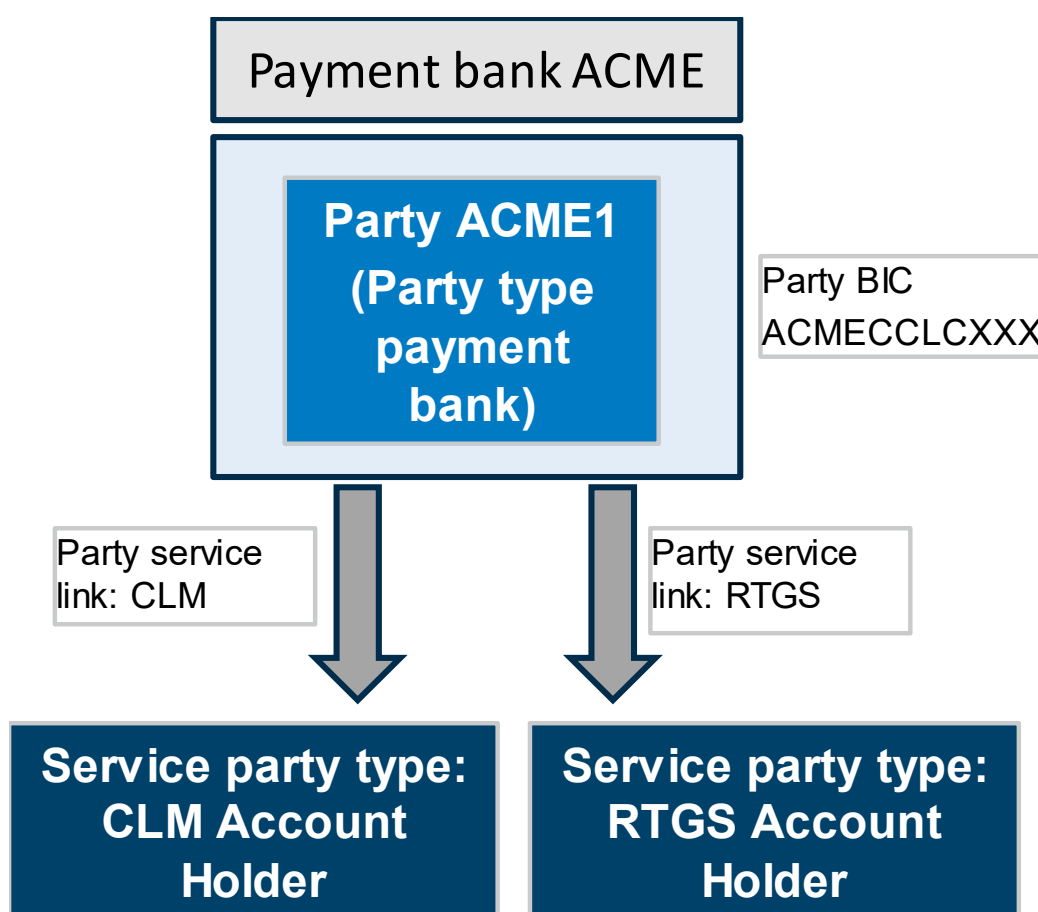 Payment bank ACME
Party ACME1
(Party type
payment
bank)
Party BIC
ACMECCLCXXX
Party service
link: CLM
Party service
link: RTGS
Service party type:
CLM Account
Holder
Service party type:
RTGS Account
Holder